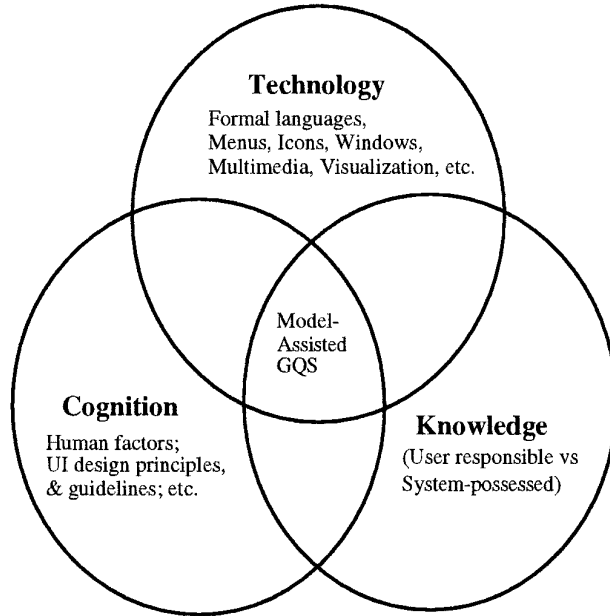 Technology
Formal languages,
Menus, Icons, Windows,
Multimedia, Visualization, etc.
Model-
Assisted
GQS
Cognition
Human factors;
UI design principles,
& guidelines; etc.
Knowledge
(User responsible vs
System-possessed)